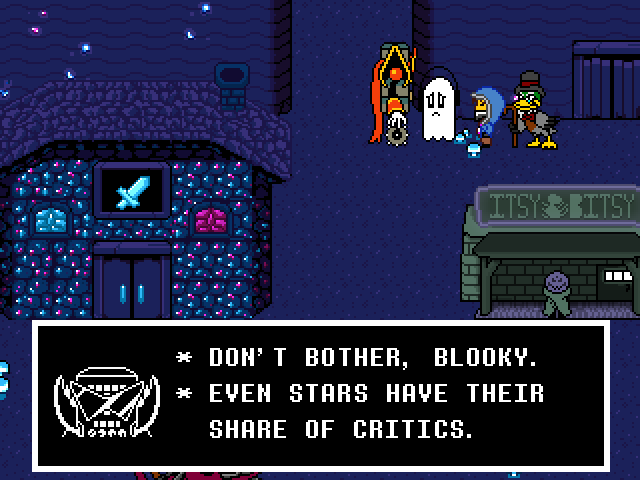 ITSY BITSY
* DON'T BOTHER, BLOOKY.
* EVEN STARS HAVE THEIR
SHARE OF CRITICS.